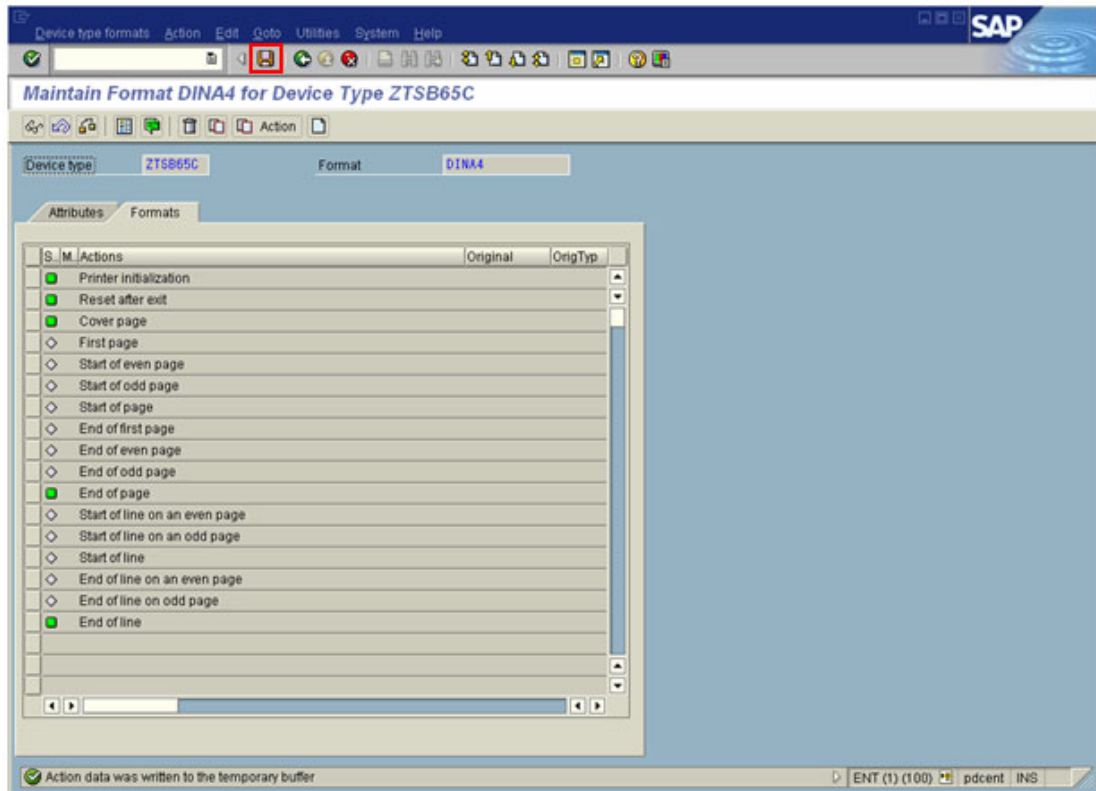 Device type formats Action Edit Goto Utilities System Help
SAP
Maintain Format DINA4 for Device Type ZTSB65C
Action
Device type ZTSB65C Format DINA4
Attributes Formats
S.. M.. Actions Original OrigTyp
Printer initialization
Reset after exit
Cover page
First page
Start of even page
Start of odd page
Start of page
End of first page
End of even page
End of odd page
End of page
Start of line on an even page
Start of line on an odd page
Start of line
End of line on an even page
End of line on odd page
End of line
Action data was written to the temporary buffer ENT (1) (100) pdcent INS